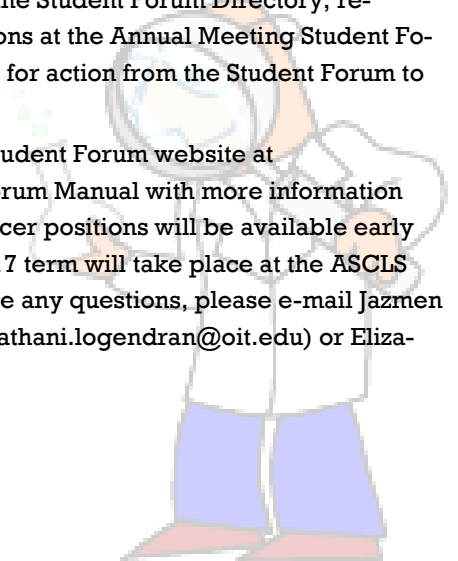 the Student Forum Directory, re-
ons at the Annual Meeting Student Fo-
for action from the Student Forum to
udent Forum website at
orum Manual with more information
cer positions will be available early
7 term will take place at the ASCLS
e any questions, please e-mail Jazmen
athani.logendran@oit.edu) or Eliza-